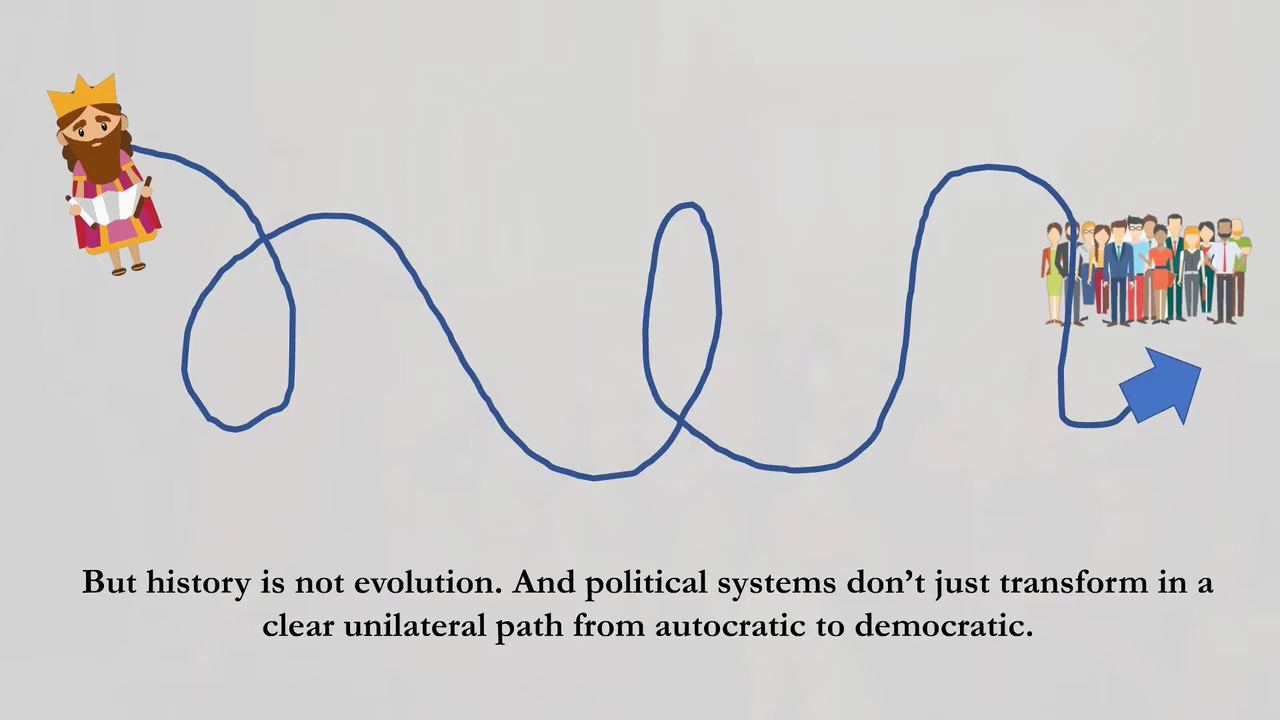 But history is not evolution. And political systems don’t just transform in a
clear unilateral path from autocratic to democratic.